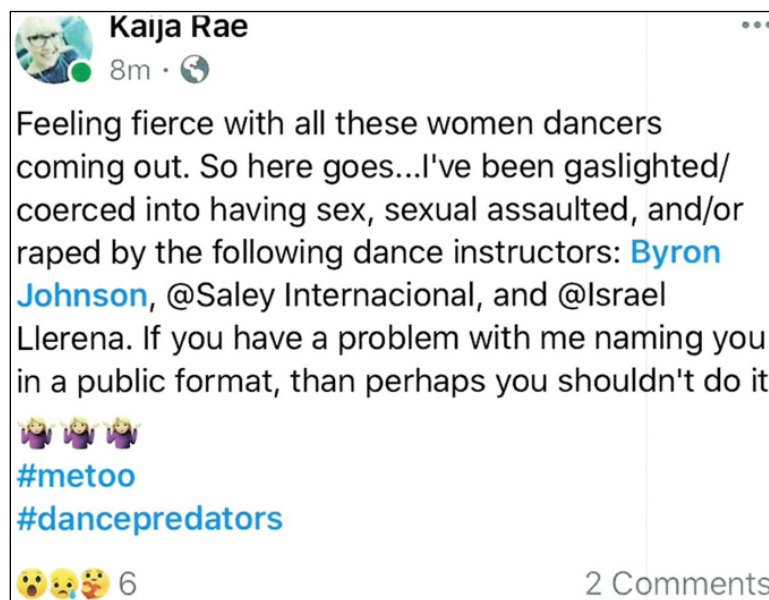 Kaija Rae
8m ·
Feeling fierce with all these women dancers
coming out. So here goes...I've been gaslighted/
coerced into having sex, sexual assaulted, and/or
raped by the following dance instructors: Byron
Johnson, @Saley Internacional, and @Israel
Llerena. If you have a problem with me naming you
in a public format, than perhaps you shouldn't do it
#metoo
#dancepredators
6 2 Comments